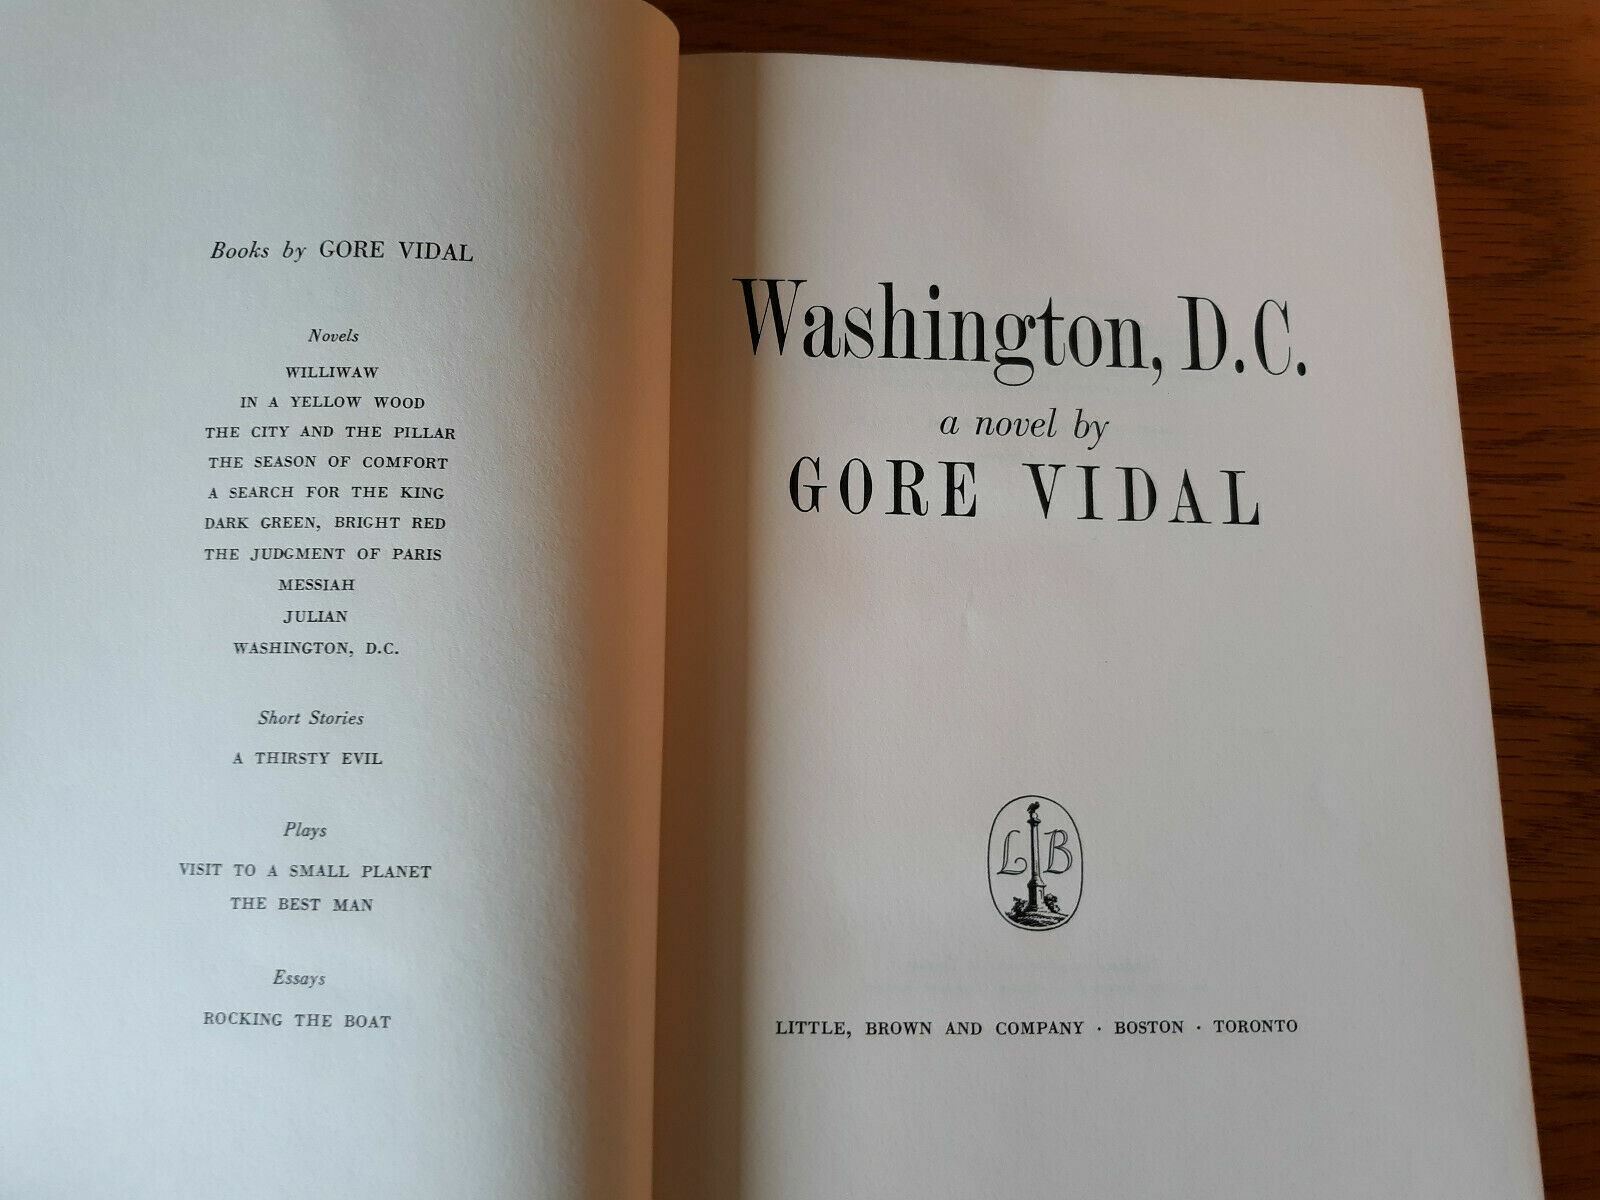 Books by GORE VIDAL
Novels
WILLIWAW
IN A YELLOW WOOD
THE CITY AND THE PILLAR
THE SEASON OF COMFORT
A SEARCH FOR THE KING
DARK GREEN, BRIGHT RED
THE JUDGMENT OF PARIS
MESSIAH
JULIAN
WASHINGTON, D.C.
Short Stories
A THIRSTY EVIL
Plays
VISIT TO A SMALL PLANET
THE BEST MAN
Essays
ROCKING THE BOAT
Washington, D.C.
a novel by
GORE VIDAL
L B
LITTLE, BROWN AND COMPANY · BOSTON · TORONTO